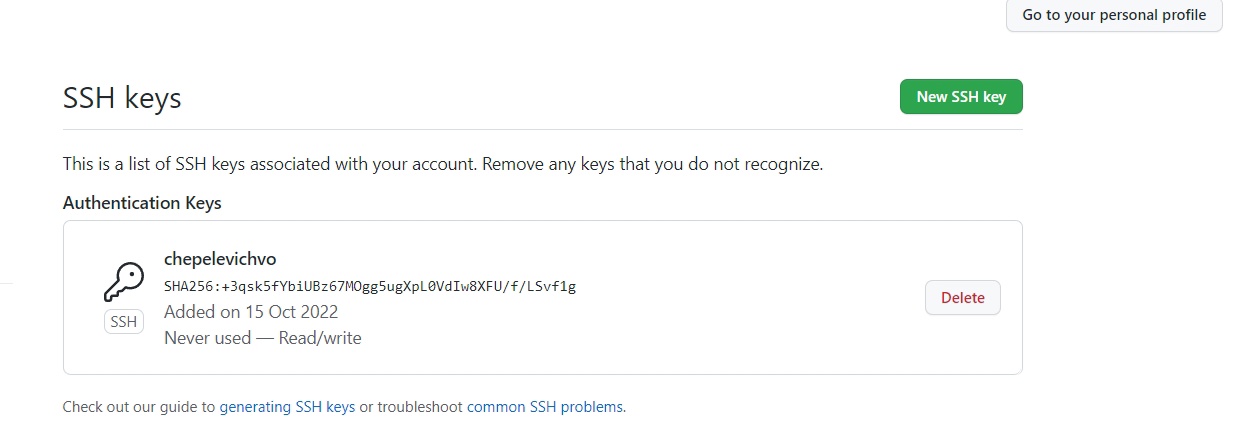 Go to your personal profile
SSH keys
New SSH key
This is a list of SSH keys associated with your account. Remove any keys that you do not recognize.
Authentication Keys
chepelevichvo
SHA256:+3qsk5fYbiUBz67MOgg5ugXpL0VdIw8XFU/f/LSvf1g
Added on 15 Oct 2022
Never used — Read/write
SSH
Delete
Check out our guide to generating SSH keys or troubleshoot common SSH problems.